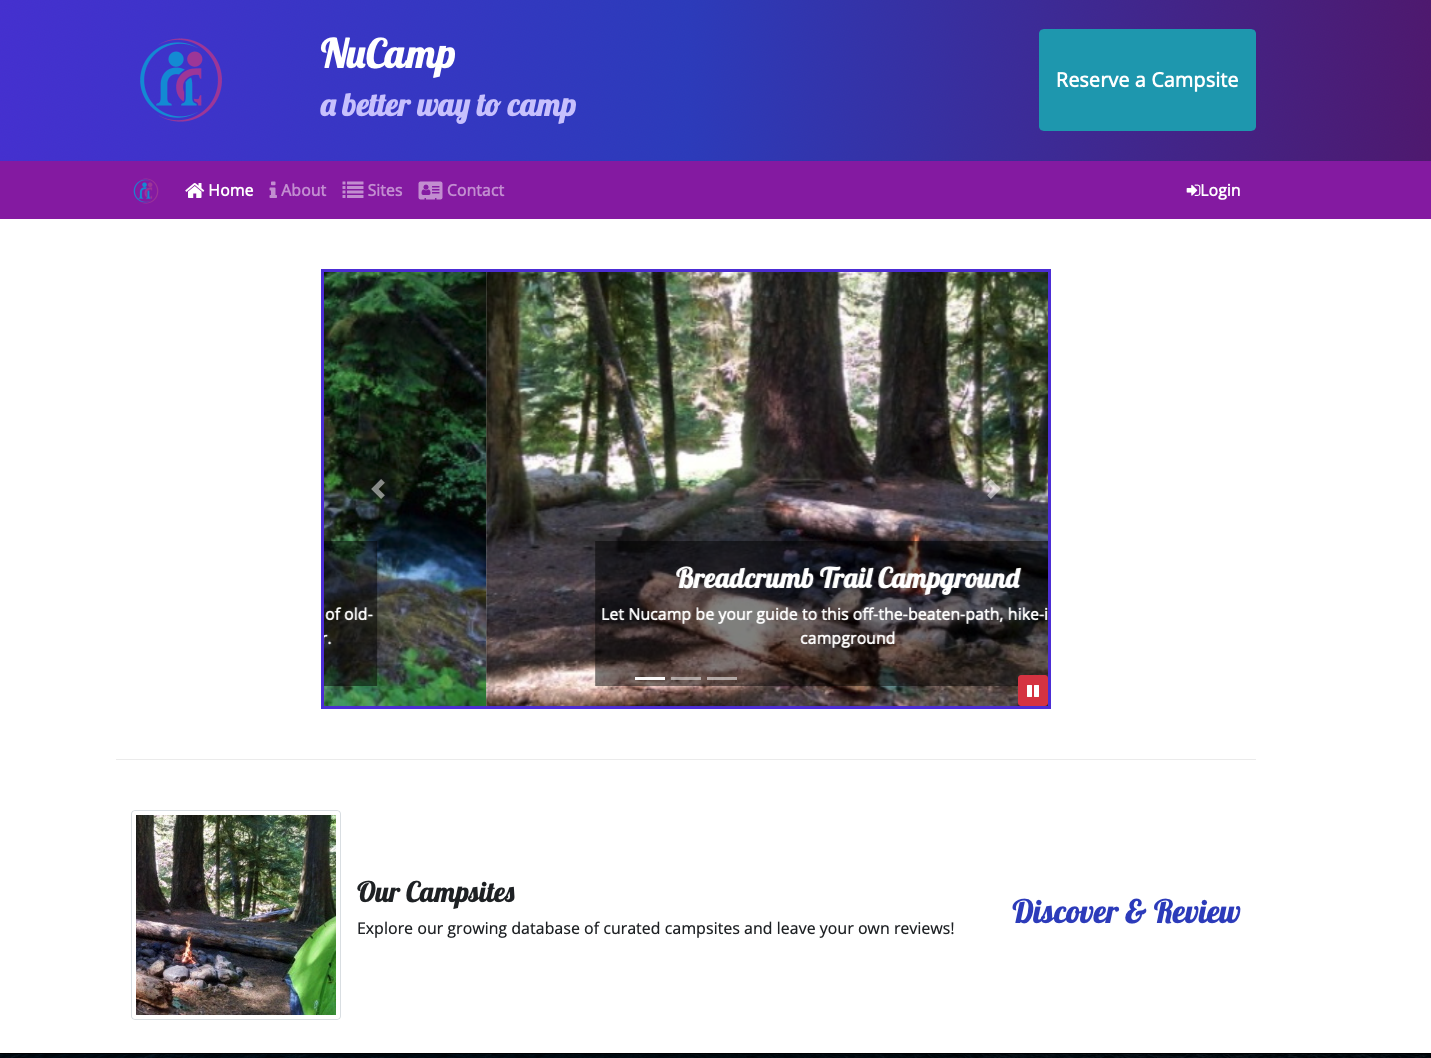 NuCamp
a better way to camp
Reserve a Campsite
Home About Sites Contact Login
of old-
r.
Breadcrumb Trail Campground
Let Nucamp be your guide to this off-the-beaten-path, hike-i
campground
Our Campsites
Explore our growing database of curated campsites and leave your own reviews!
Discover & Review